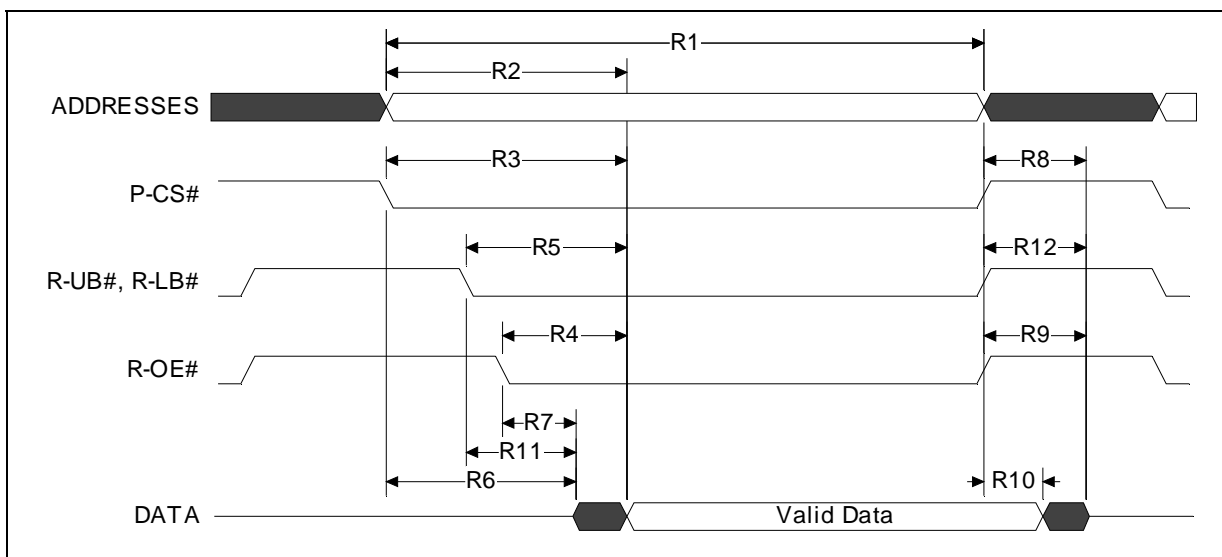 R1
R2
ADDRESSES
R3
R8
P-CS#
R5
R12
R-UB#, R-LB#
R4
R9
R-OE#
R7
R11
R6
R10
DATA
Valid Data